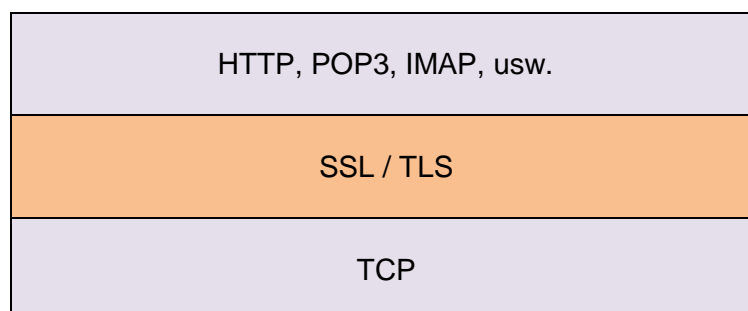 HTTP, POP3, IMAP, usw.
SSL / TLS
TCP